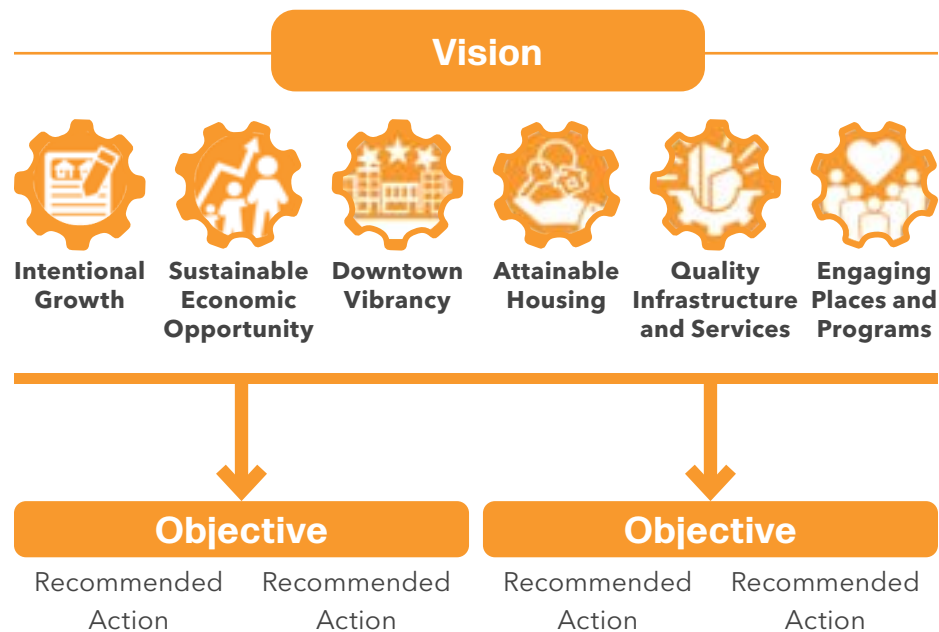 Vision
Intentional
Growth
Sustainable
Economic
Opportunity
Downtown
Vibrancy
Attainable
Housing
Quality
Infrastructure
and Services
Engaging
Places and
Programs
Objective
Recommended
Action
Recommended
Action
Objective
Recommended
Action
Recommended
Action